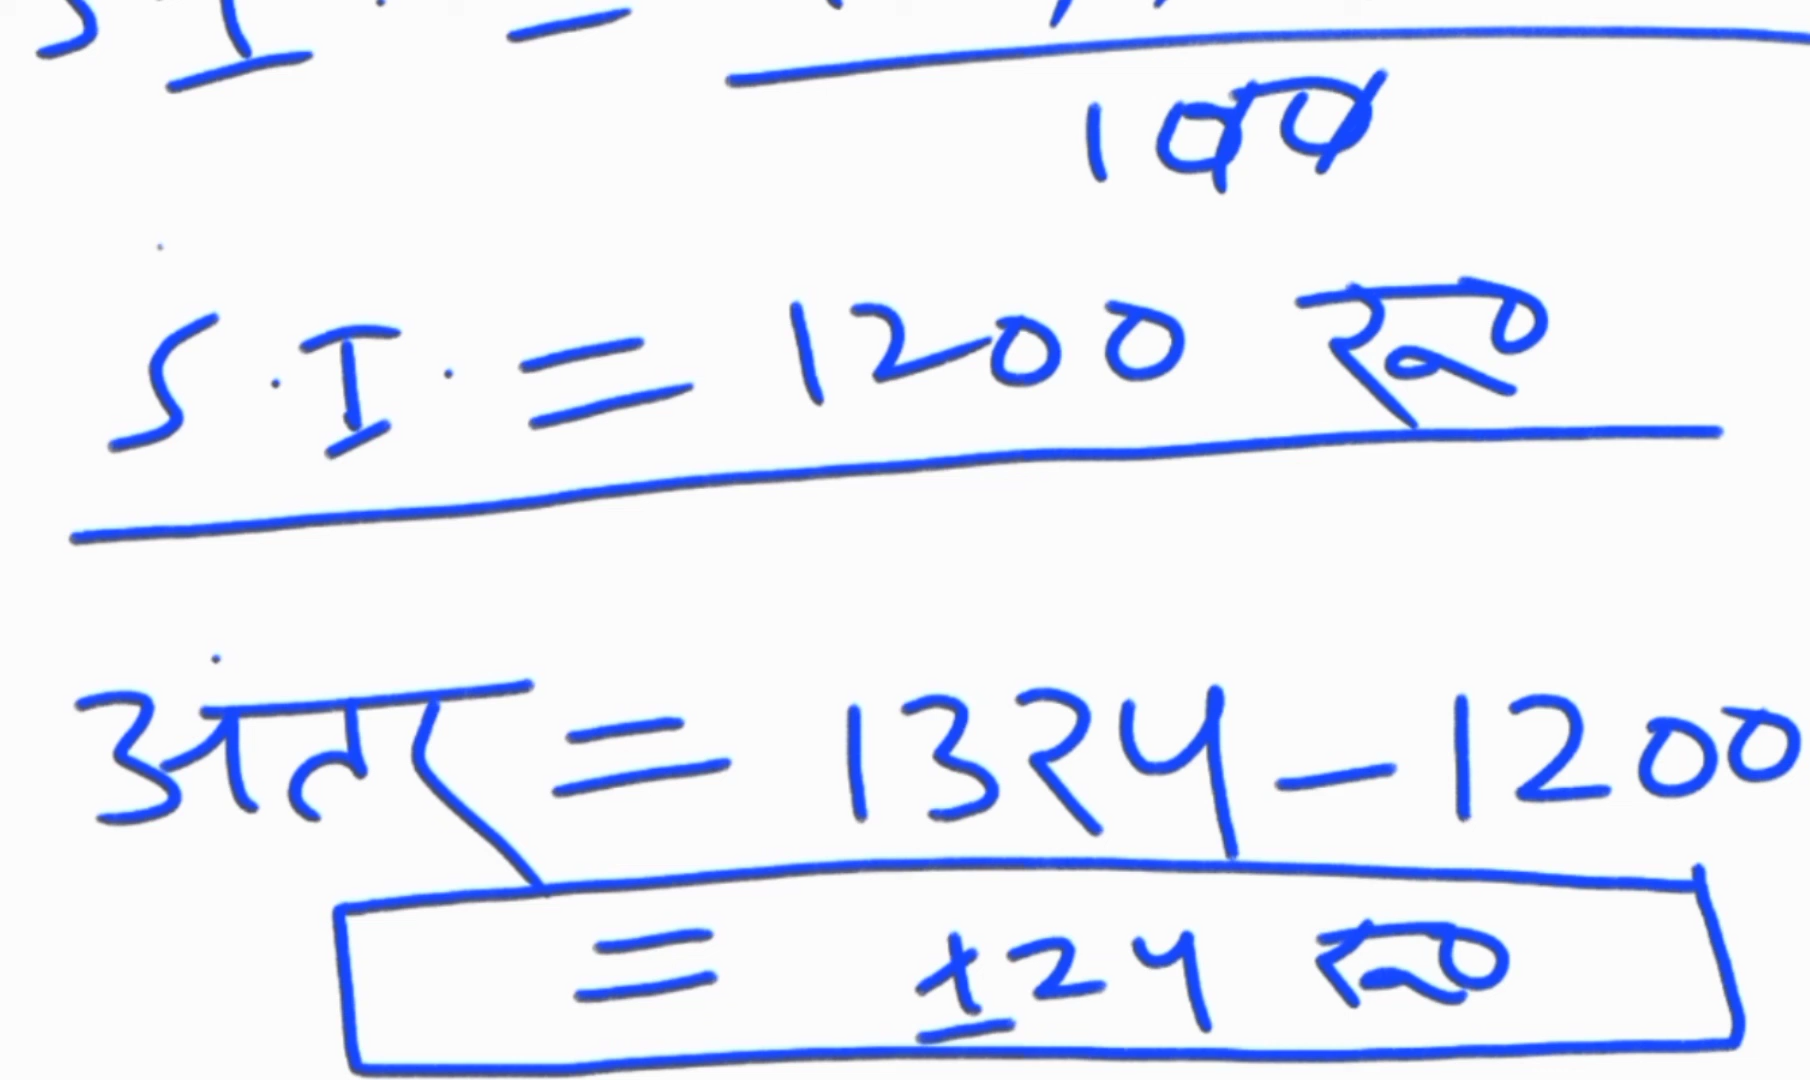 S.I. =
100
S.I. = 1200 रू०
अंतर = 1324 - 1200
= 124 रू०